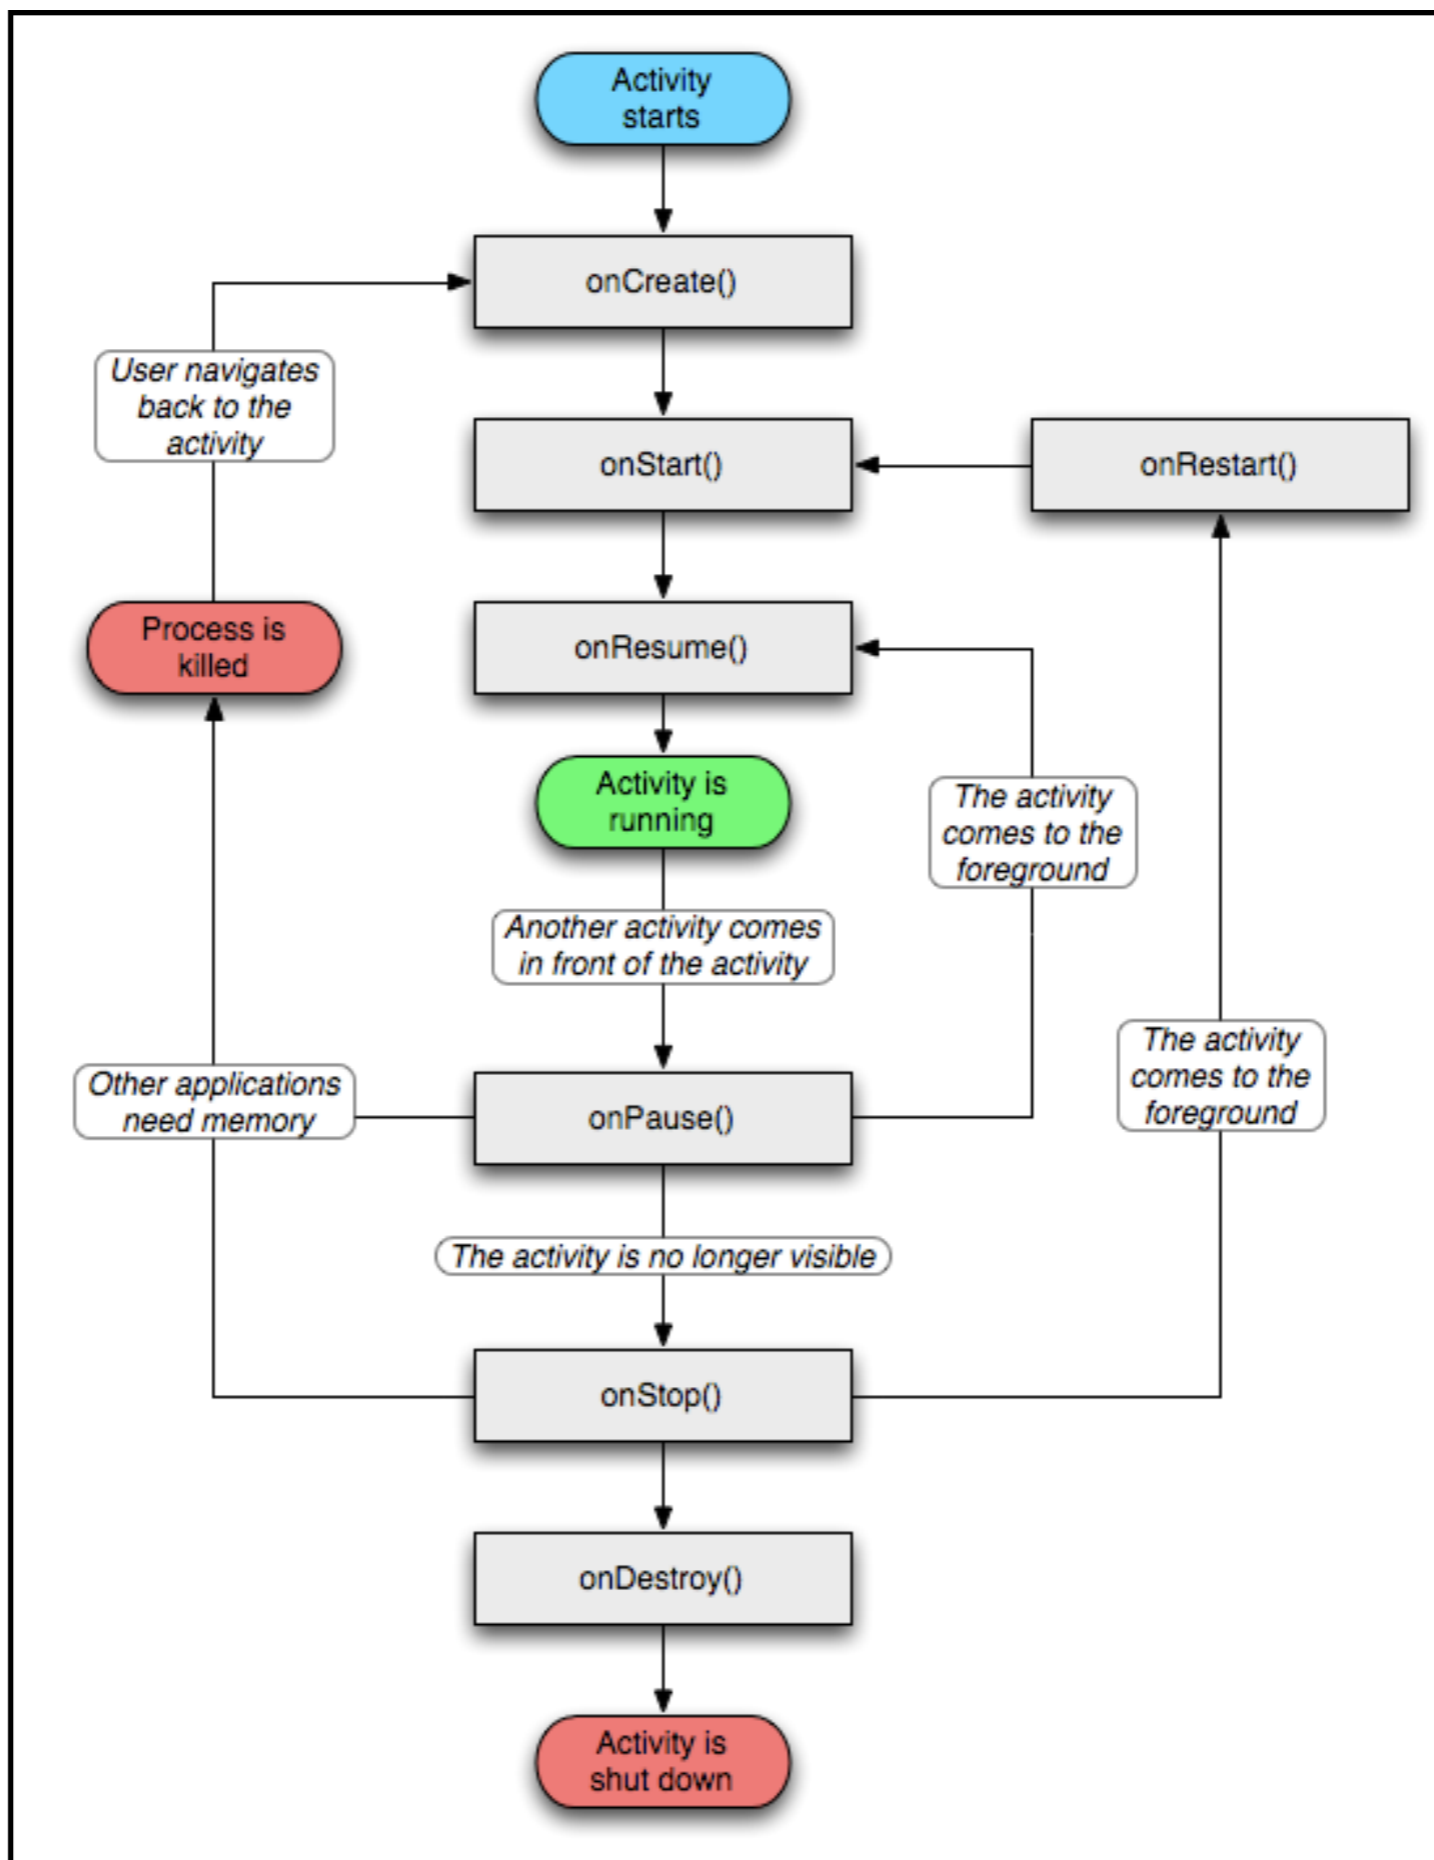 Activity
starts
onCreate()
User navigates
back to the
activity
onStart()
onRestart()
Process is
killed
onResume()
Activity is
running
The activity
comes to the
foreground
Another activity comes
in front of the activity
The activity
comes to the
foreground
Other applications
need memory
onPause()
The activity is no longer visible
onStop()
onDestroy()
Activity is
shut down